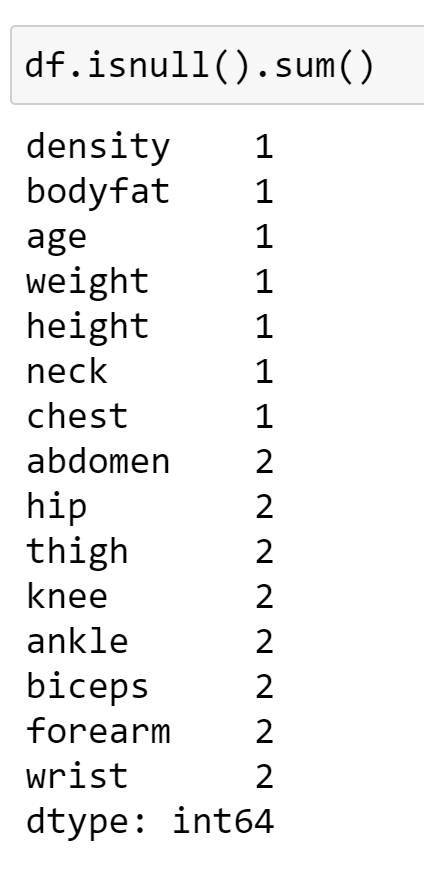 df.isnull().sum()
density 1
bodyfat 1
age 1
weight 1
height 1
neck 1
chest 1
abdomen 2
hip 2
thigh 2
knee 2
ankle 2
biceps 2
forearm 2
wrist 2
dtype: int64